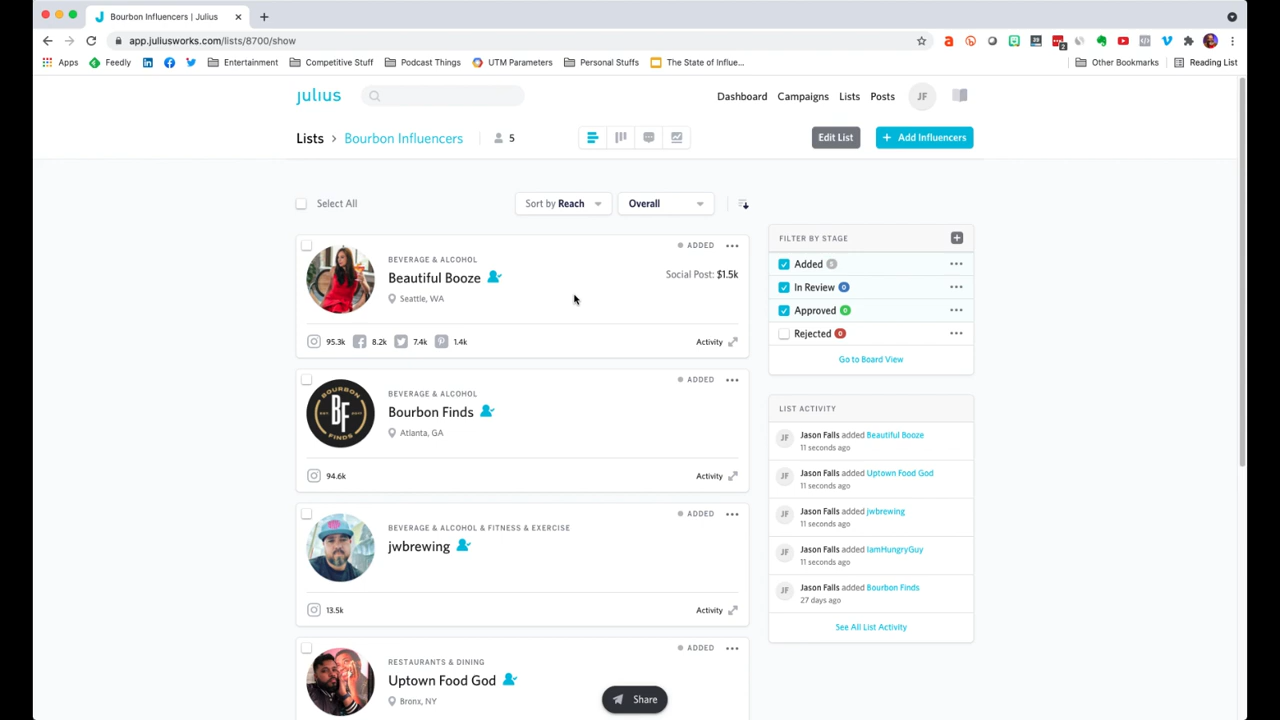 Bourbon Influencers | Julius
app.juliusworks.com/lists/8700/show
Apps Feedly Entertainment Competitive Stuff Podcast Things UTM Parameters Personal Stuffs The State of Influe... Other Bookmarks Reading List
julius Dashboard Campaigns Lists Posts JF
Lists > Bourbon Influencers 5 Edit List + Add Influencers
Select All Sort by Reach Overall
ADDED
BEVERAGE & ALCOHOL
Beautiful Booze
Social Post: $1.5k
Seattle, WA
95.3k 8.2k 7.4k 1.4k Activity
ADDED
BEVERAGE & ALCOHOL
BOURBON
BF
FINDS
Bourbon Finds
Atlanta, GA
94.6k Activity
ADDED
BEVERAGE & ALCOHOL & FITNESS & EXERCISE
jwbrewing
13.5k Activity
ADDED
RESTAURANTS & DINING
Uptown Food God
Bronx, NY
Share
FILTER BY STAGE
Added 5
In Review 0
Approved 0
Rejected 0
Go to Board View
LIST ACTIVITY
JF Jason Falls added Beautiful Booze
11 seconds ago
JF Jason Falls added Uptown Food God
11 seconds ago
JF Jason Falls added jwbrewing
11 seconds ago
JF Jason Falls added IamHungryGuy
11 seconds ago
JF Jason Falls added Bourbon Finds
27 days ago
See All List Activity